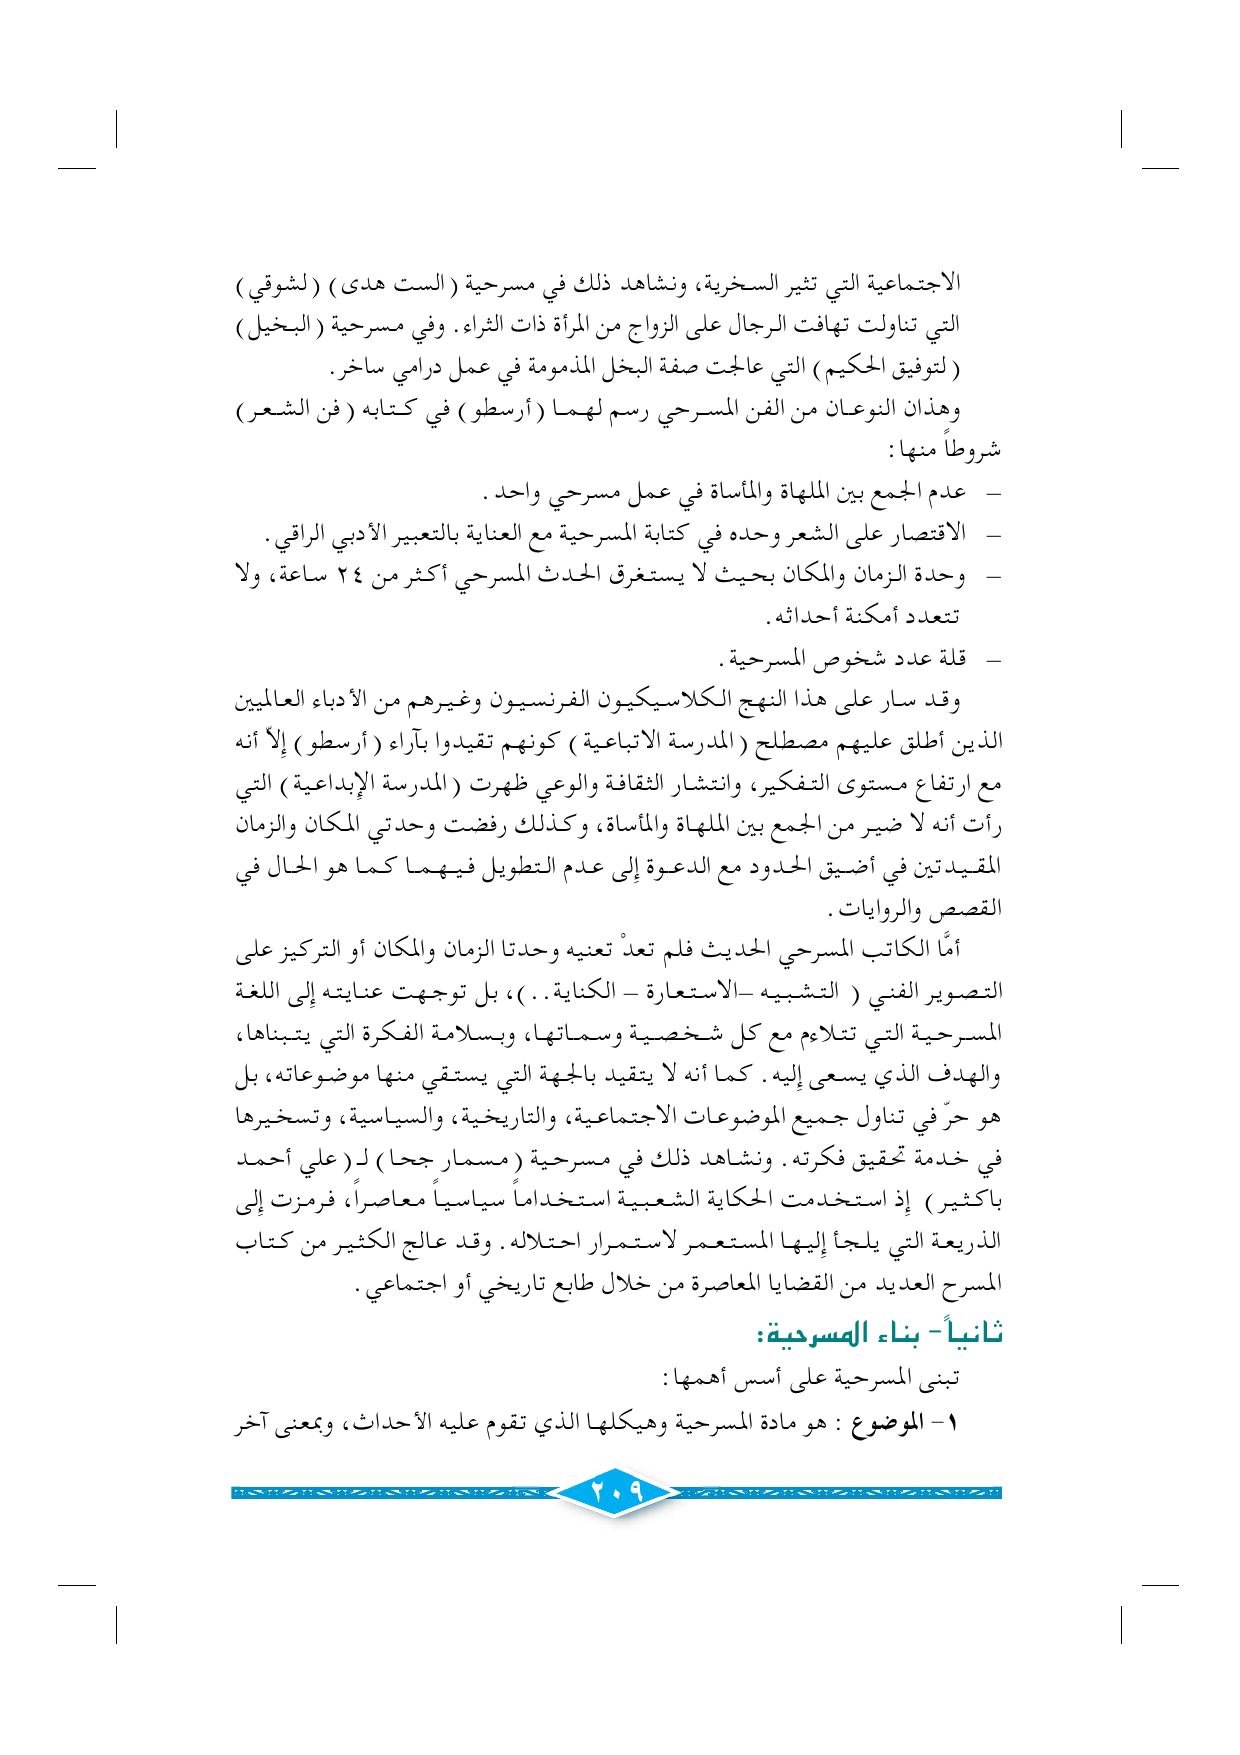 الاجتماعية التي تثير السخرية، ونشاهد ذلك في مسرحية (الست هدى) (لشوقي)
التي تناولت تهافت الرجال على الزواج من المرأة ذات الثراء. وفي مسرحية (البخيل)
(لتوفيق الحكيم) التي عالجت صفة البخل المذمومة في عمل درامي ساخر.
وهذان النوعان من الفن المسرحي رسم لهما (أرسطو) في كتابه (فن الشعر)
شروطاً منها:
– عدم الجمع بين الملهاة والمأساة في عمل مسرحي واحد .
– الاقتصار على الشعر وحده في كتابة المسرحية مع العناية بالتعبير الأدبي الراقي.
– وحدة الزمان والمكان بحيث لا يستغرق الحدث المسرحي أكثر من ٢٤ ساعة، ولا
تتعدد أمكنة أحداثه.
– قلة عدد شخوص المسرحية.
وقد سار على هذا النهج الكلاسيكيون الفرنسيون وغيرهم من الأدباء العالميين
الذين أطلق عليهم مصطلح (المدرسة الاتباعية) كونهم تقيدوا بآراء (أرسطو) إِلاّ أنه
مع ارتفاع مستوى التفكير، وانتشار الثقافة والوعي ظهرت (المدرسة الإِبداعية) التي
رأت أنه لا ضير من الجمع بين الملهاة والمأساة، وكذلك رفضت وحدتي المكان والزمان
المقيدتين في أضيق الحدود مع الدعوة إِلى عدم التطويل فيهما كما هو الحال في
القصص والروايات.
أمَّا الكاتب المسرحي الحديث فلم تعدْ تعنيه وحدتا الزمان والمكان أو التركيز على
التصوير الفني ( التشبيه –الاستعارة – الكناية..)، بل توجهت عنايته إِلى اللغة
المسرحية التي تتلاءم مع كل شخصية وسماتها، وبسلامة الفكرة التي يتبناها،
والهدف الذي يسعى إِليه. كما أنه لا يتقيد بالجهة التي يستقي منها موضوعاته، بل
هو حرّ في تناول جميع الموضوعات الاجتماعية، والتاريخية، والسياسية، وتسخيرها
في خدمة تحقيق فكرته. ونشاهد ذلك في مسرحية (مسمار جحا) لـ(علي أحمد
باكثير) إِذ استخدمت الحكاية الشعبية استخداماً سياسياً معاصراً، فرمزت إِلى
الذريعة التي يلجأ إِليها المستعمر لاستمرار احتلاله. وقد عالج الكثير من كتاب
المسرح العديد من القضايا المعاصرة من خلال طابع تاريخي أو اجتماعي.
ثانياً- بناء المسرحية:
تبنى المسرحية على أسس أهمها:
١- الموضوع : هو مادة المسرحية وهيكلها الذي تقوم عليه الأحداث، وبمعنى آخر
٢٠٩